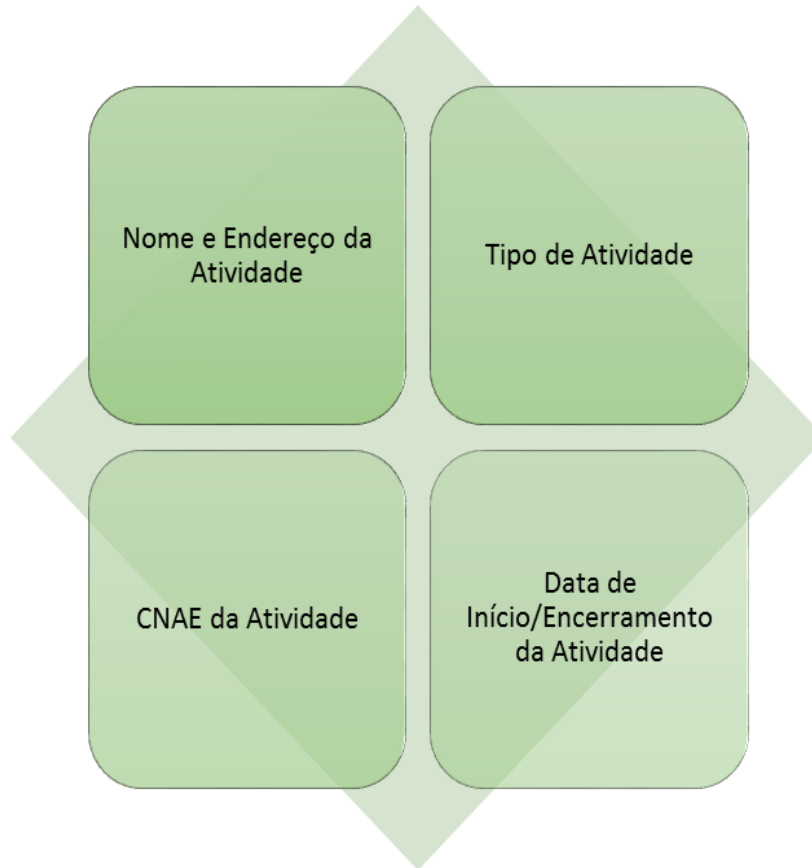 Nome e Endereço da
Atividade
Tipo de Atividade
CNAE da Atividade
Data de
Início/Encerramento
da Atividade